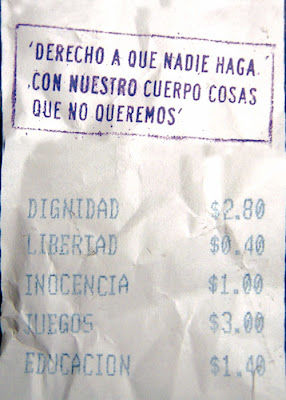 'DERECHO A QUE NADIE HAGA
CON NUESTRO CUERPO COSAS
QUE NO QUEREMOS'
DIGNIDAD $2.80
LIBERTAD $0.40
INOCENCIA $1.00
JUEGOS $3.00
EDUCACION $1.40